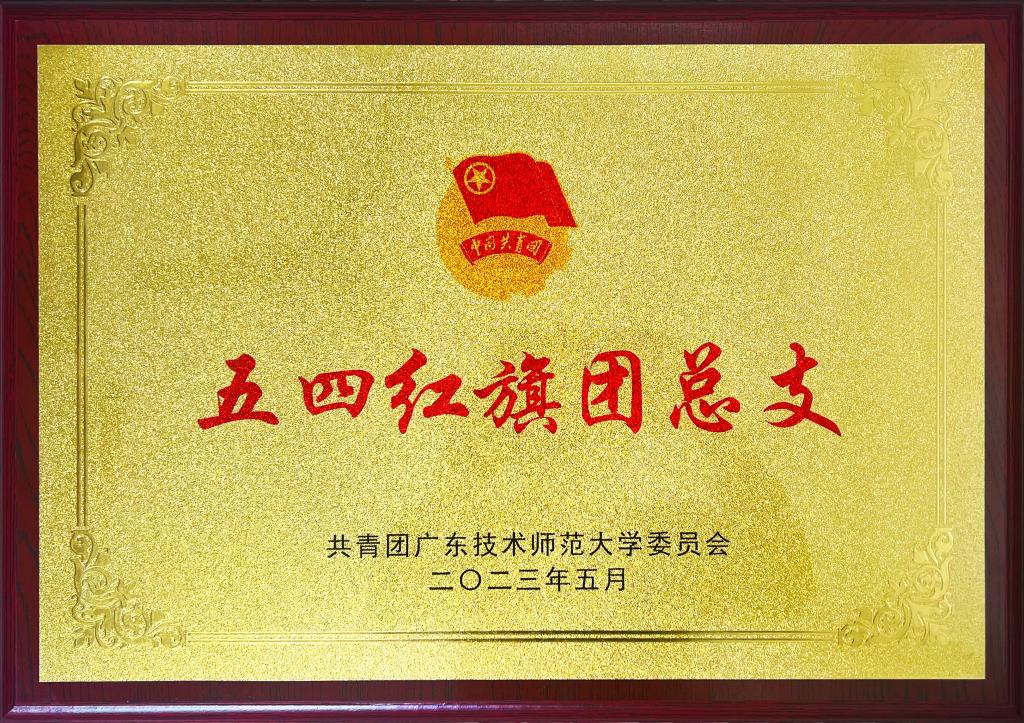 中国共青团
五四红旗团总支
共青团广东技术师范大学委员会
二〇二三年五月